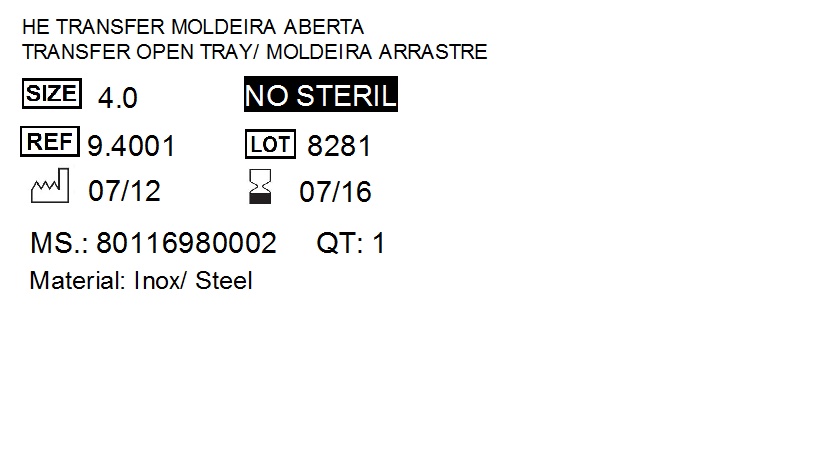 HE TRANSFER MOLDEIRA ABERTA
TRANSFER OPEN TRAY/ MOLDEIRA ARRASTRE
SIZE 4.0 NO STERIL
REF 9.4001 LOT 8281
07/12 07/16
MS.: 80116980002 QT: 1
Material: Inox/ Steel